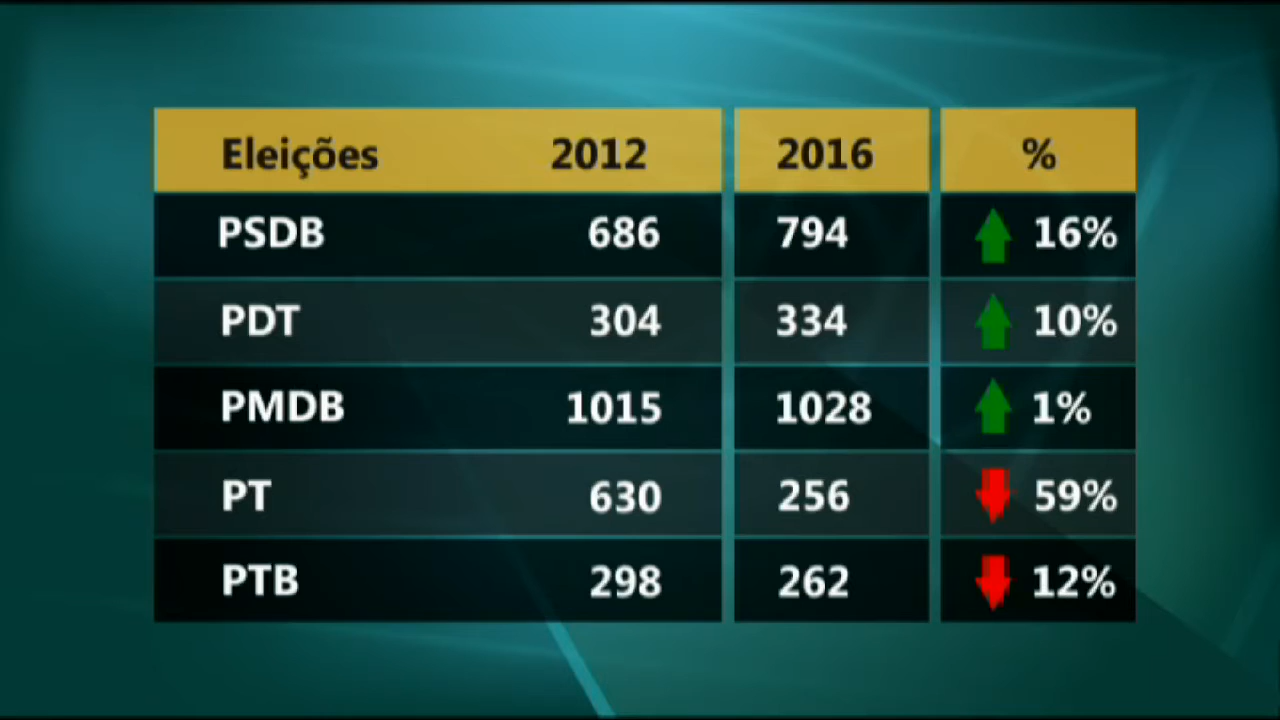 Eleições 2012 2016 %
PSDB 686 794 16%
PDT 304 334 10%
PMDB 1015 1028 1%
PT 630 256 59%
PTB 298 262 12%